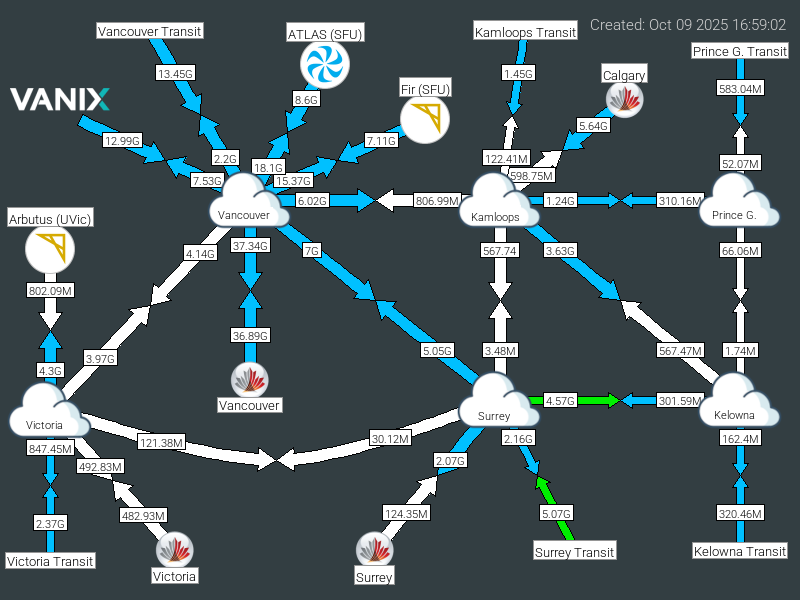 Created: Oct 09 2025 16:59:02
Vancouver Transit
ATLAS (SFU)
Kamloops Transit
Prince G. Transit
13.45G
1.45G
Calgary
583.04M
VANIX
8.6G
Fir (SFU)
12.99G
7.11G
5.64G
2.2G
18.1G
122.41M
52.07M
7.53G
15.37G
598.75M
6.02G
806.99M
1.24G
310.16M
Vancouver
Kamloops
Prince G.
Arbutus (UVic)
4.14G
37.34G
7G
567.74
3.63G
66.06M
802.09M
36.89G
3.97G
5.05G
3.48M
567.47M
1.74M
4.3G
Vancouver
4.57G
301.59M
Victoria
Surrey
Kelowna
847.45M
121.38M
30.12M
2.16G
162.4M
492.83M
2.07G
2.37G
482.93M
124.35M
5.07G
320.46M
Victoria Transit
Victoria
Surrey
Surrey Transit
Kelowna Transit